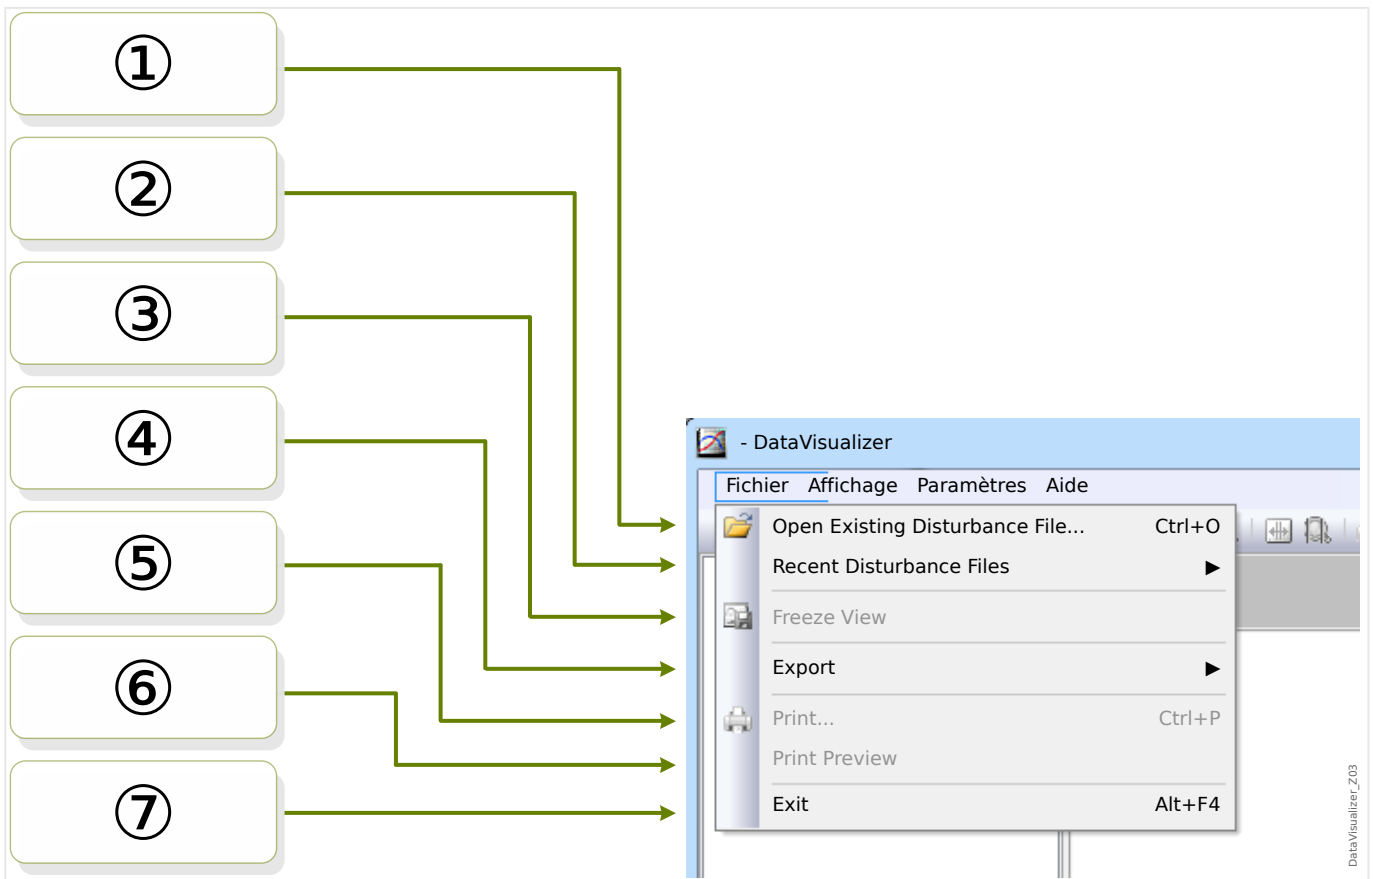 ①
②
③
④
⑤
⑥
⑦
- DataVisualizer
Fichier Affichage Paramètres Aide
Open Existing Disturbance File... Ctrl+O
Recent Disturbance Files ▶
Freeze View
Export ▶
Print... Ctrl+P
Print Preview
Exit Alt+F4
DataVisualizer_Z03